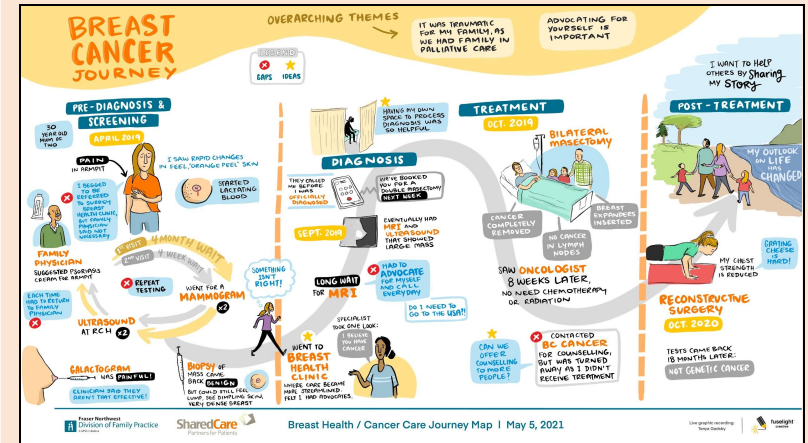 BREAST
CANCER
JOURNEY
OVERARCHING THEMES
IT WAS TRAUMATIC
FOR MY FAMILY, AS
WE HAD FAMILY IN
PALLIATIVE CARE
ADVOCATING FOR
YOURSELF IS
IMPORTANT
LEGEND
GAPS
IDEAS
I WANT TO HELP
OTHERS BY Sharing
MY STORY
PRE-DIAGNOSIS &
SCREENING
APRIL 2019
30
YEAR OLD
MUM OF
TWO
PAIN
IN ARMPIT
I SAW RAPID CHANGES
IN FEEL, "ORANGE PEEL" SKIN
STARTED
LACTATING
BLOOD
I BEGGED
TO BE
REFERRED
TO SURREY
BREAST
HEALTH CLINIC,
BUT FAMILY
PHYSICIAN
SAID NOT
NECESSARY
FAMILY
PHYSICIAN
SUGGESTED PSORIASIS
CREAM FOR ARMPIT
1ST VISIT
4 MONTH WAIT
2ND VISIT
4 WEEK WAIT
EACH TIME
HAD TO RETURN
TO FAMILY
PHYSICIAN
REPEAT
TESTING
WENT FOR A
MAMMOGRAM
x2
ULTRASOUND
AT RCH x2
SOMETHING
ISN'T
RIGHT!
GALACTOGRAM
WAS PAINFUL!
CLINICIAN SAID THEY
AREN'T THAT EFFECTIVE!
BIOPSY OF
MASS CAME
BACK BENIGN
BUT COULD STILL FEEL
LUMP, SEE DIMPLING SKIN,
VERY DENSE BREAST
HAVING MY OWN
SPACE TO PROCESS
DIAGNOSIS WAS
SO HELPFUL
DIAGNOSIS
THEY CALLED
ME BEFORE
I WAS
OFFICIALLY
DIAGNOSED
WE'VE BOOKED
YOU FOR A
DOUBLE MASECTOMY
NEXT WEEK
SEPT. 2019
EVENTUALLY HAD
MRI AND
ULTRASOUND
THAT SHOWED
LARGE MASS
LONG WAIT
FOR MRI
HAD TO
ADVOCATE
FOR MYSELF
AND CALL
EVERYDAY
DO I NEED TO
GO TO THE USA!!
SPECIALIST
TOOK ONE LOOK:
I BELIEVE
YOU HAVE
CANCER
WENT TO
BREAST
HEALTH
CLINIC
WHERE CARE BECAME
MORE STREAMLINED.
FELT I HAD ADVOCATES.
TREATMENT
OCT. 2019
BILATERAL
MASECTOMY
CANCER
COMPLETELY
REMOVED
NO CANCER
IN LYMPH
NODES
BREAST
EXPANDERS
INSERTED
SAW ONCOLOGIST
8 WEEKS LATER,
NO NEED CHEMOTHERAPY
OR RADIATION
CAN WE
OFFER
COUNSELLING
TO MORE
PEOPLE?
CONTACTED
BC CANCER
FOR COUNSELLING,
BUT WAS TURNED
AWAY AS I DIDN'T
RECEIVE TREATMENT
POST-TREATMENT
MY OUTLOOK
ON LIFE
HAS
CHANGED
GRATING
CHEESE IS
HARD!
MY CHEST
STRENGTH
IS REDUCED
RECONSTRUCTIVE
SURGERY
OCT. 2020
TESTS CAME BACK
18 MONTHS LATER:
NOT GENETIC CANCER
Fraser Northwest
Division of Family Practice
SharedCare
Partners for Patients
Breast Health / Cancer Care Journey Map | May 5, 2021
Live graphic recording:
Tanya Gadsby
fuselight
creative